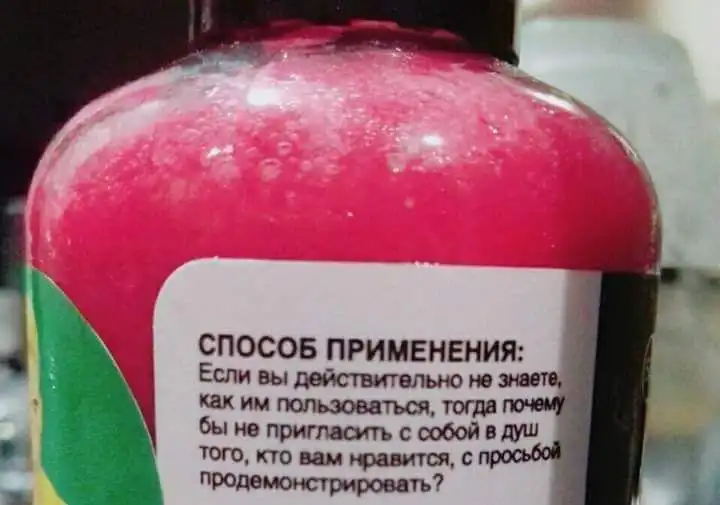 СПОСОБ ПРИМЕНЕНИЯ:
Если вы действительно не знаете,
как им пользоваться, тогда почему
бы не пригласить с собой в душ
того, кто вам нравится, с просьбой
продемонстрировать?